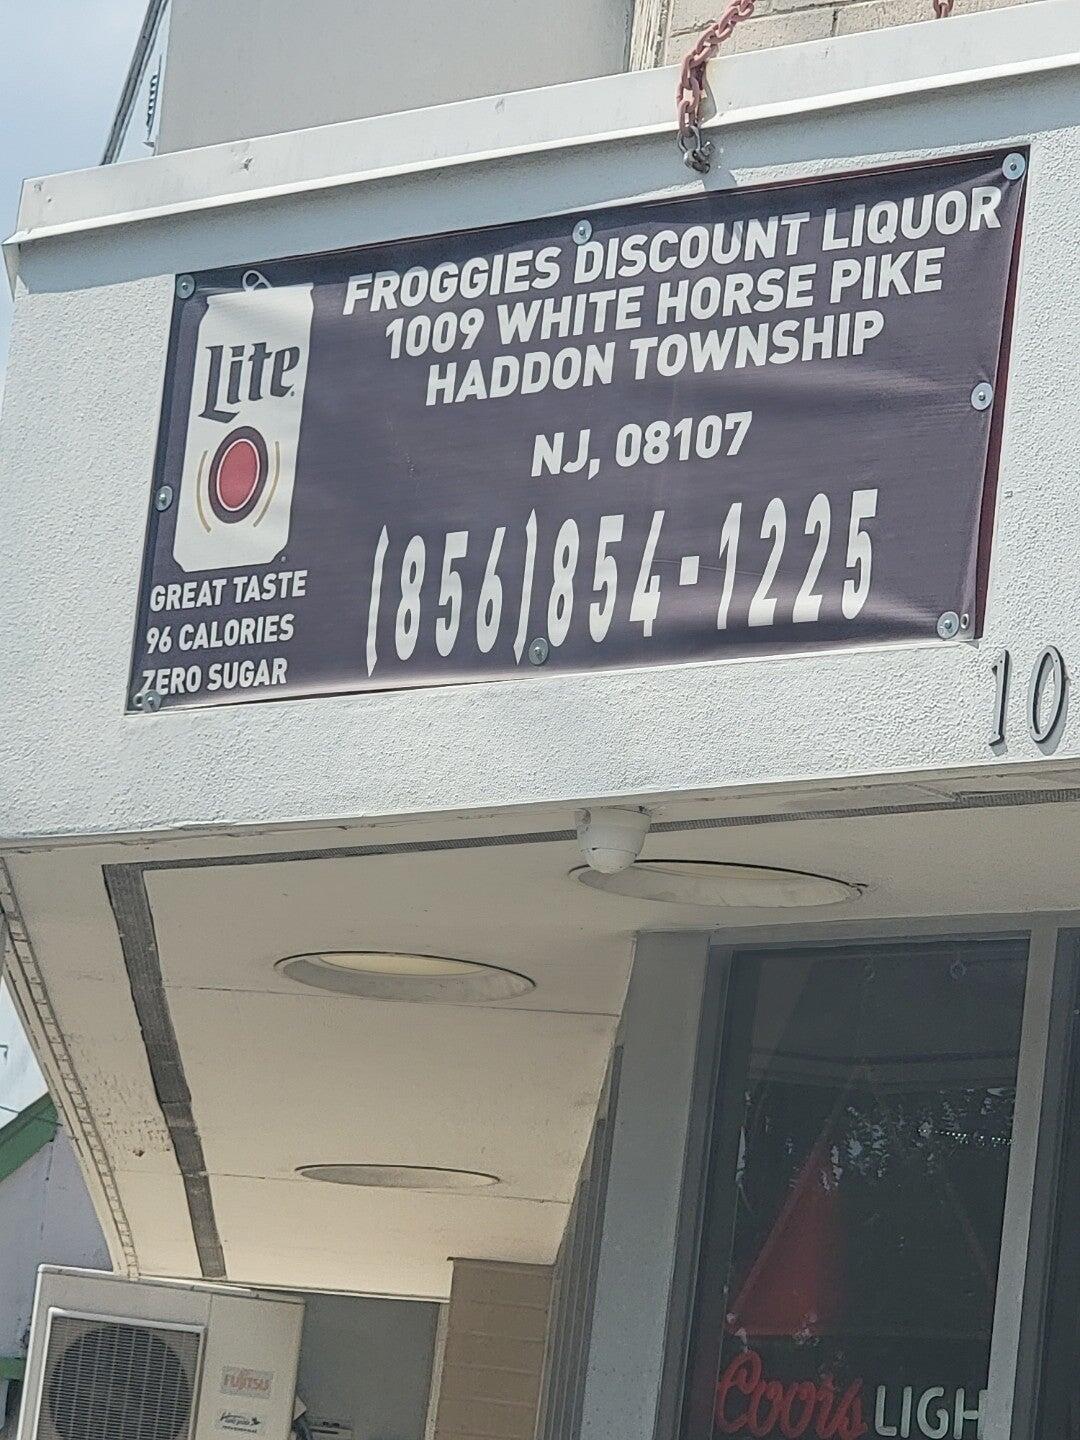 FROGGIES DISCOUNT LIQUOR
1009 WHITE HORSE PIKE
HADDON TOWNSHIP
NJ, 08107
(856)854-1225
Lite
GREAT TASTE
96 CALORIES
ZERO SUGAR
10
FUJITSU
Coors LIGH